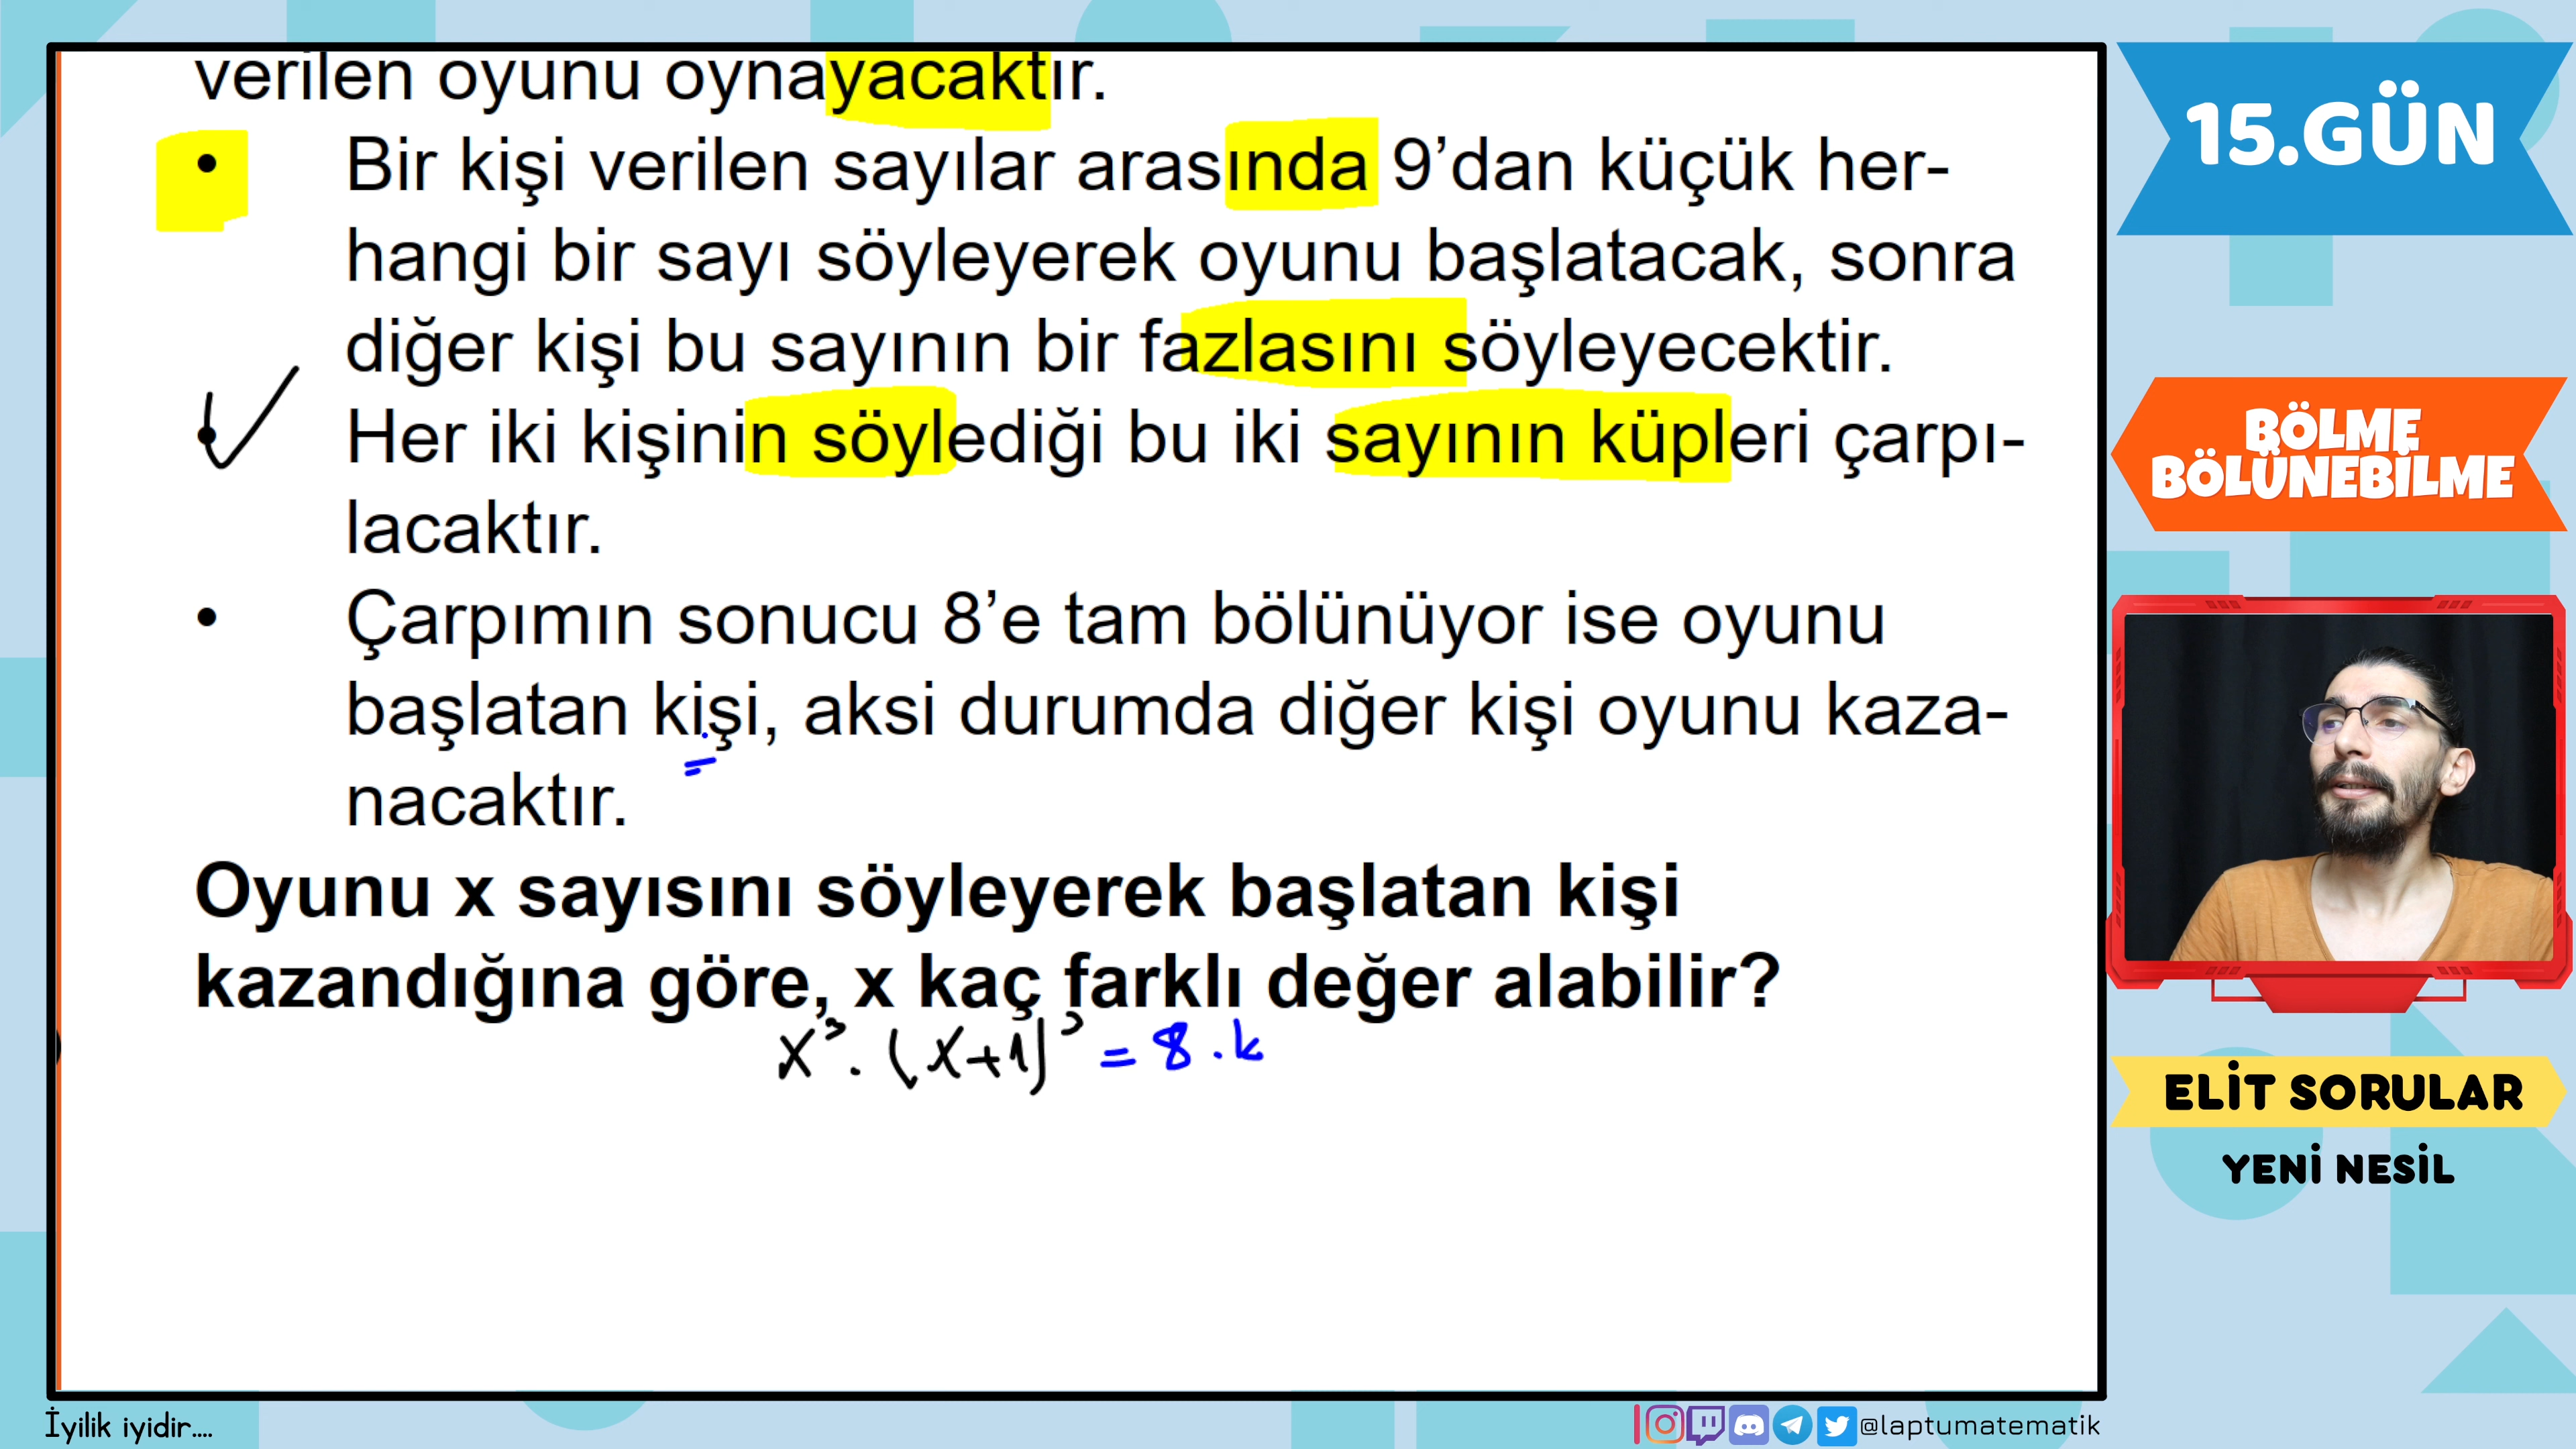 verilen oyunu oynayacaktır.
• Bir kişi verilen sayılar arasında 9’dan küçük her-
hangi bir sayı söyleyerek oyunu başlatacak, sonra
diğer kişi bu sayının bir fazlasını söyleyecektir.
• Her iki kişinin söylediği bu iki sayının küpleri çarpı-
lacaktır.
• Çarpımın sonucu 8’e tam bölünüyor ise oyunu
başlatan kişi, aksi durumda diğer kişi oyunu kaza-
nacaktır.
Oyunu x sayısını söyleyerek başlatan kişi
kazandığına göre, x kaç farklı değer alabilir?
x³ . (x+1)³ = 8 . k
15.GÜN
BÖLME
BÖLÜNEBİLME
ELİT SORULAR
YENİ NESİL
İyilik iyidir....
@laptumatematik